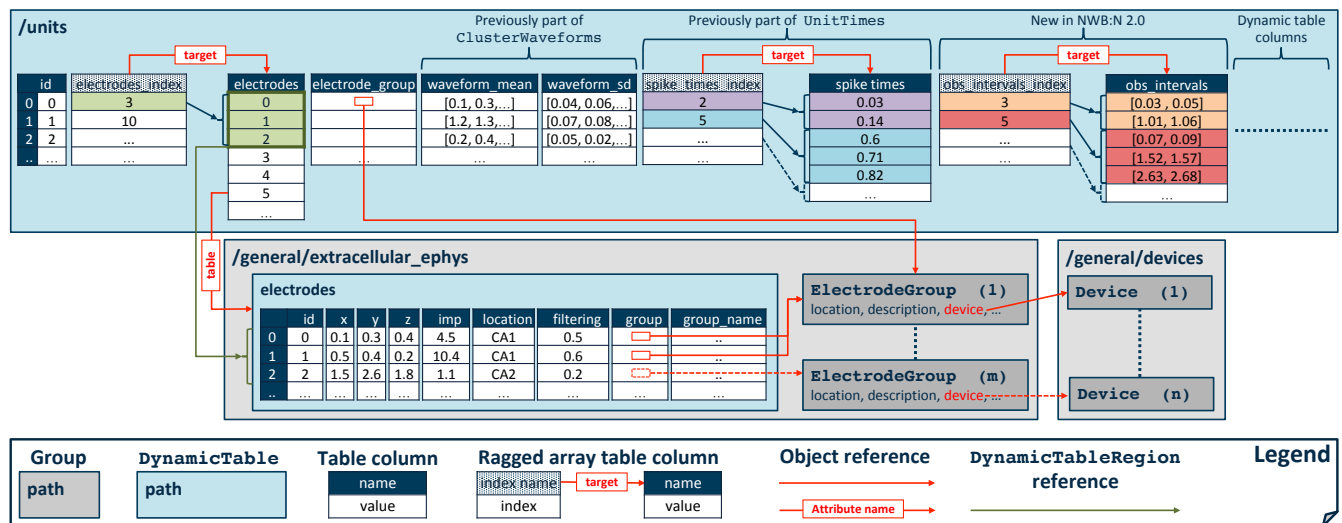 /units
Previously part of
ClusterWaveforms
Previously part of UnitTimes
New in NWB:N 2.0
Dynamic table
columns
target
target
target
id electrodes_index electrodes electrode_group waveform_mean waveform_sd spike_times_index spike times obs_intervals_index obs_intervals
0 0 3 0 [0.1, 0.3,...] [0.04, 0.06,...] 2 0.03 3 [0.03 , 0.05]
1 1 10 1 [1.2, 1.3,...] [0.07, 0.08,...] 5 0.14 5 [1.01, 1.06]
2 2 ... 2 [0.2, 0.4,...] [0.05, 0.02,...] ... 0.6 ... [0.07, 0.09]
.. ... 3 ... ... 0.71 [1.52, 1.57]
4 0.82 [2.63, 2.68]
5 ... ...
...
table
/general/extracellular_ephys
/general/devices
electrodes
id x y z imp location filtering group group_name
0 0 0.1 0.3 0.4 4.5 CA1 0.5 ..
1 1 0.5 0.4 0.2 10.4 CA1 0.6 ..
2 2 1.5 2.6 1.8 1.1 CA2 0.2 ..
.. ... ... ... ... ... ... ... ... ...
ElectrodeGroup (1)
location, description, device, ...
ElectrodeGroup (m)
location, description, device, ...
Device (1)
Device (n)
Group
path
DynamicTable
path
Table column
name
value
Ragged array table column
index name target name
index value
Object reference
Attribute name
DynamicTableRegion
reference
Legend